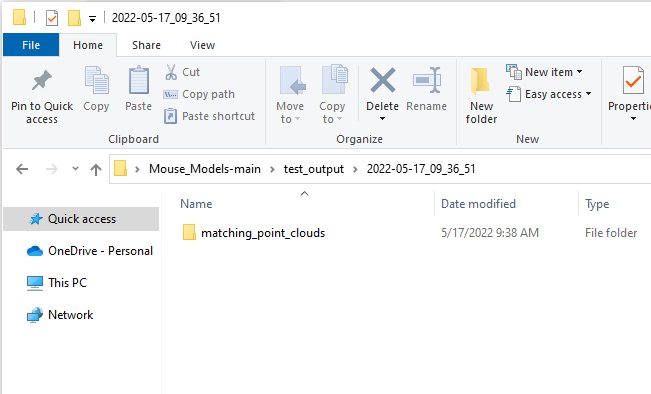 2022-05-17_09_36_51
File Home Share View
Pin to Quick access
Copy
Paste
Cut
Copy path
Paste shortcut
Clipboard
Move to
Copy to
Delete
Rename
Organize
New folder
New item
Easy access
New
Properti
Mouse_Models-main > test_output > 2022-05-17_09_36_51
Quick access
OneDrive - Personal
This PC
Network
Name Date modified Type
matching_point_clouds 5/17/2022 9:38 AM File folder